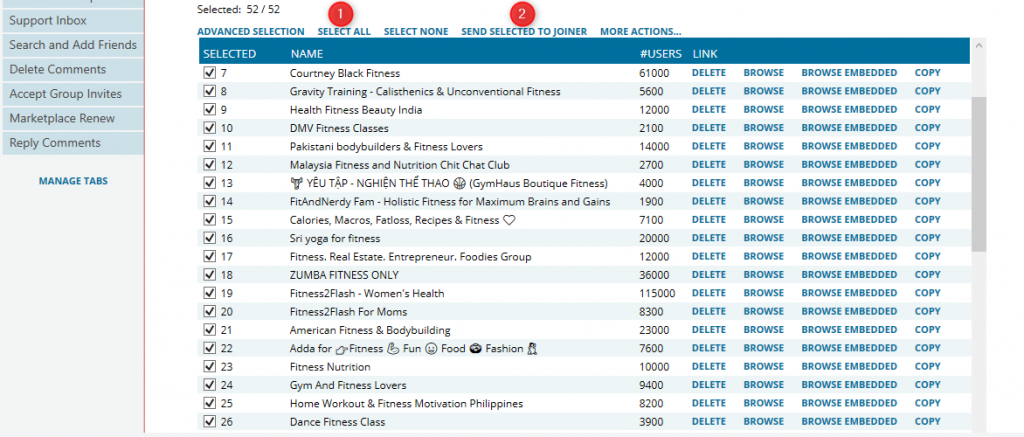 Support Inbox
Search and Add Friends
Delete Comments
Accept Group Invites
Marketplace Renew
Reply Comments
MANAGE TABS
Selected: 52 / 52
1 2
ADVANCED SELECTION SELECT ALL SELECT NONE SEND SELECTED TO JOINER MORE ACTIONS...
SELECTED NAME #USERS LINK
7 Courtney Black Fitness 61000 DELETE BROWSE BROWSE EMBEDDED COPY
8 Gravity Training - Calisthenics & Unconventional Fitness 5600 DELETE BROWSE BROWSE EMBEDDED COPY
9 Health Fitness Beauty India 12000 DELETE BROWSE BROWSE EMBEDDED COPY
10 DMV Fitness Classes 2100 DELETE BROWSE BROWSE EMBEDDED COPY
11 Pakistani bodybuilders & Fitness Lovers 14000 DELETE BROWSE BROWSE EMBEDDED COPY
12 Malaysia Fitness and Nutrition Chit Chat Club 2700 DELETE BROWSE BROWSE EMBEDDED COPY
13 YÊU TẬP - NGHIỆN THỂ THAO (GymHaus Boutique Fitness) 4000 DELETE BROWSE BROWSE EMBEDDED COPY
14 FitAndNerdy Fam - Holistic Fitness for Maximum Brains and Gains 1900 DELETE BROWSE BROWSE EMBEDDED COPY
15 Calories, Macros, Fatloss, Recipes & Fitness ♡ 7100 DELETE BROWSE BROWSE EMBEDDED COPY
16 Sri yoga for fitness 20000 DELETE BROWSE BROWSE EMBEDDED COPY
17 Fitness. Real Estate. Entrepreneur. Foodies Group 12000 DELETE BROWSE BROWSE EMBEDDED COPY
18 ZUMBA FITNESS ONLY 36000 DELETE BROWSE BROWSE EMBEDDED COPY
19 Fitness2Flash - Women's Health 115000 DELETE BROWSE BROWSE EMBEDDED COPY
20 Fitness2Flash For Moms 8300 DELETE BROWSE BROWSE EMBEDDED COPY
21 American Fitness & Bodybuilding 23000 DELETE BROWSE BROWSE EMBEDDED COPY
22 Adda for Fitness Fun Food Fashion 7600 DELETE BROWSE BROWSE EMBEDDED COPY
23 Fitness Nutrition 10000 DELETE BROWSE BROWSE EMBEDDED COPY
24 Gym And Fitness Lovers 9400 DELETE BROWSE BROWSE EMBEDDED COPY
25 Home Workout & Fitness Motivation Philippines 8200 DELETE BROWSE BROWSE EMBEDDED COPY
26 Dance Fitness Class 3900 DELETE BROWSE BROWSE EMBEDDED COPY